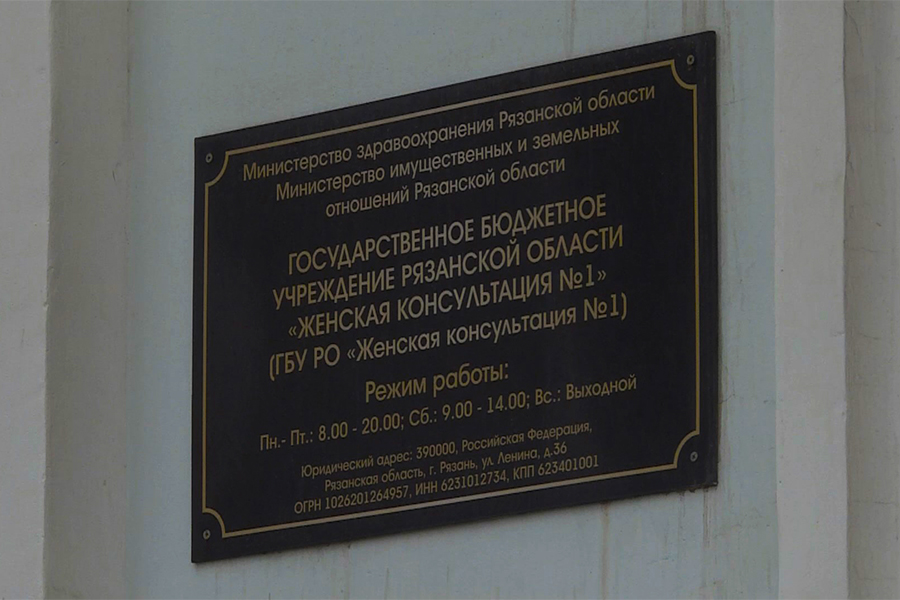 Министерство здравоохранения Рязанской области
Министерство имущественных и земельных
отношений Рязанской области
ГОСУДАРСТВЕННОЕ БЮДЖЕТНОЕ
УЧРЕЖДЕНИЕ РЯЗАНСКОЙ ОБЛАСТИ
«ЖЕНСКАЯ КОНСУЛЬТАЦИЯ №1»
(ГБУ РО «Женская консультация №1)
Режим работы:
Пн.- Пт.: 8.00 - 20.00; Сб.: 9.00 - 14.00; Вс.: Выходной
Юридический адрес: 390000, Российская Федерация,
Рязанская область, г. Рязань, ул. Ленина, д.36
ОГРН 1026201264957, ИНН 6231012734, КПП 623401001